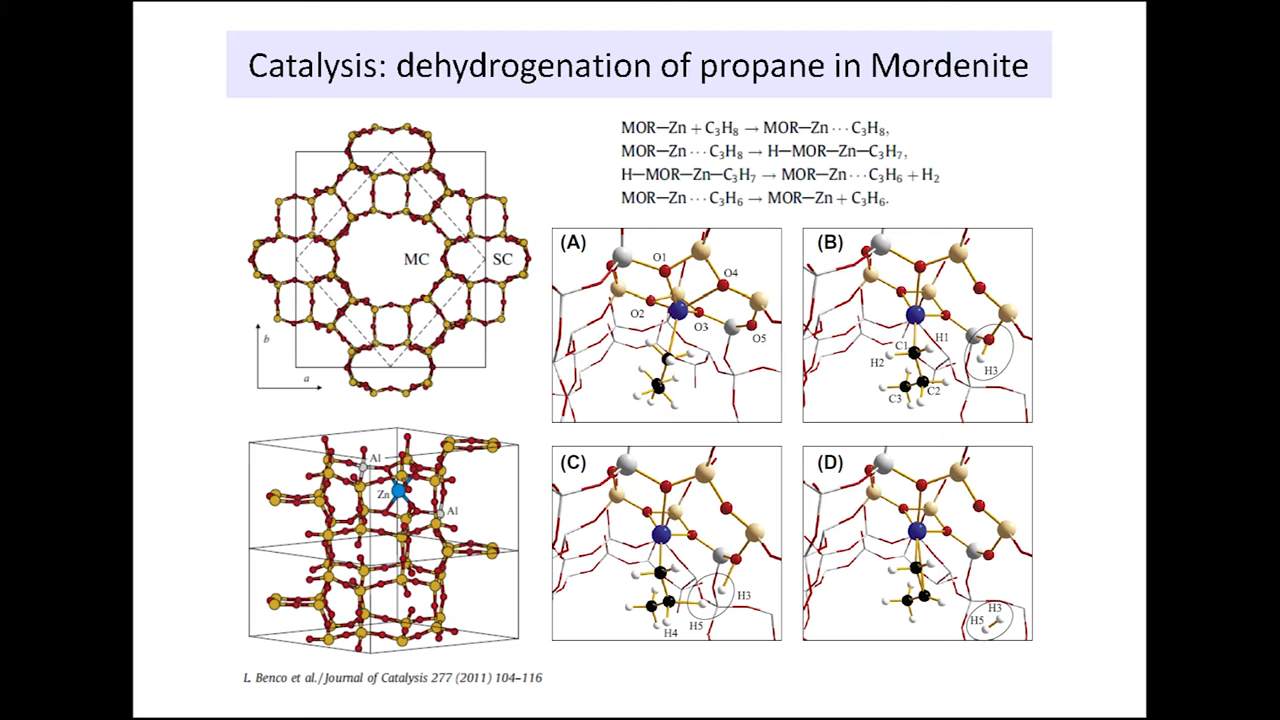 Catalysis: dehydrogenation of propane in Mordenite
MOR—Zn + C₃H₈ → MOR—Zn ··· C₃H₈,
MOR—Zn ··· C₃H₈ → H—MOR—Zn—C₃H₇,
H—MOR—Zn—C₃H₇ → MOR—Zn ··· C₃H₆ + H₂
MOR—Zn ··· C₃H₆ → MOR—Zn + C₃H₆.
MC
SC
b
a
(A)
O1
O4
O2
O3
O5
(B)
C1
H1
H2
H3
C2
C3
Al
Zn
Al
(C)
H3
H5
H4
(D)
H3
H5
L. Benco et al./Journal of Catalysis 277 (2011) 104–116